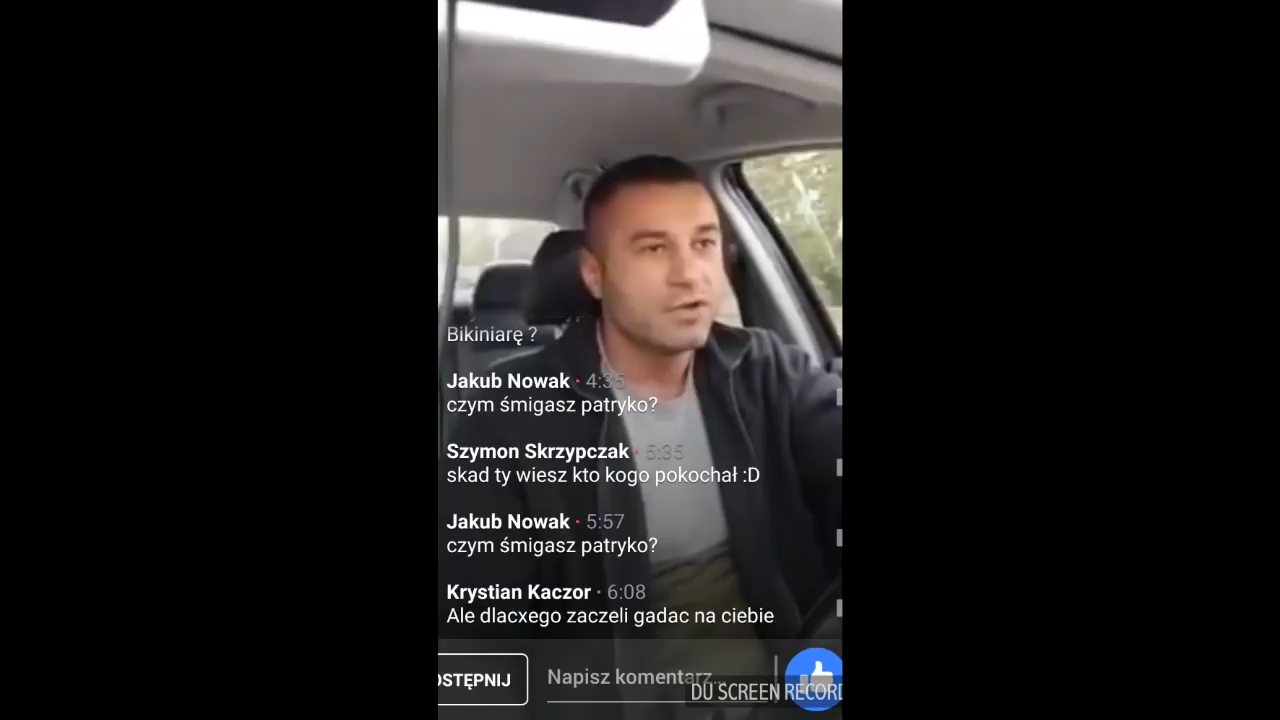 Bikiniarę ?
Jakub Nowak · 4:35
czym śmigasz patryko?
Szymon Skrzypczak · 5:35
skad ty wiesz kto kogo pokochał :D
Jakub Nowak · 5:57
czym śmigasz patryko?
Krystian Kaczor · 6:08
Ale dlacxego zaczeli gadac na ciebie
OSTĘPNIJ
Napisz komentarz...
DU SCREEN RECORD